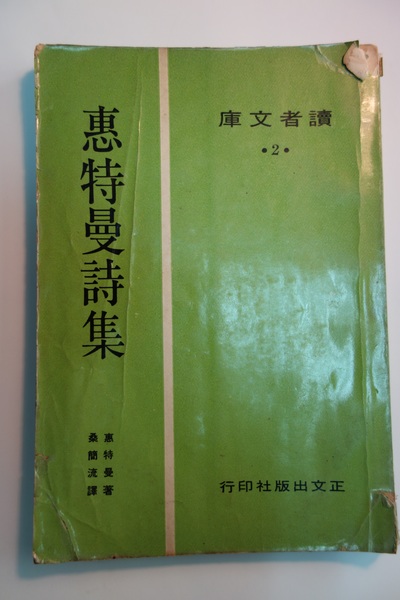 讀者文庫
•2•
惠特曼詩集
惠特曼著
桑簡流譯
正文出版社印行